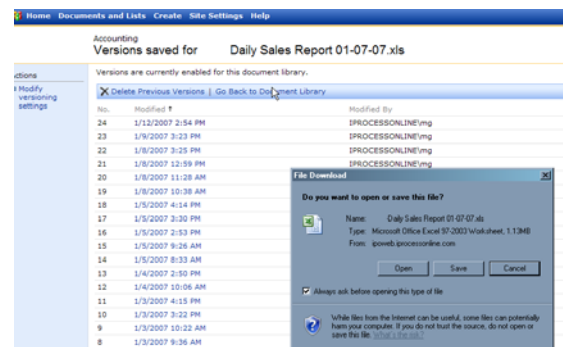 Home Documents and Lists Create Site Settings Help
Accounting
Versions saved for Daily Sales Report 01-07-07.xls
Actions
Modify versioning settings
Versions are currently enabled for this document library.
Delete Previous Versions | Go Back to Document Library
No. Modified Modified By
24 1/12/2007 2:54 PM IPROCESSONLINE\mg
23 1/9/2007 3:23 PM IPROCESSONLINE\mg
22 1/8/2007 3:25 PM IPROCESSONLINE\mg
21 1/8/2007 12:59 PM IPROCESSONLINE\mg
20 1/8/2007 11:28 AM
19 1/8/2007 10:38 AM
18 1/5/2007 4:14 PM
17 1/5/2007 3:30 PM
16 1/5/2007 2:53 PM
15 1/5/2007 9:26 AM
14 1/5/2007 8:33 AM
13 1/4/2007 2:50 PM
12 1/4/2007 10:06 AM
11 1/3/2007 4:15 PM
10 1/3/2007 3:22 PM
9 1/3/2007 10:22 AM
8 1/3/2007 9:36 AM
File Download
Do you want to open or save this file?
Name: Daily Sales Report 01-07-07.xls
Type: Microsoft Office Excel 97-2003 Worksheet, 1.13MB
From: ipoweb.iprocessonline.com
Open Save Cancel
Always ask before opening this type of file
While files from the Internet can be useful, some files can potentially
harm your computer. If you do not trust the source, do not open or
save this file. What's the risk?